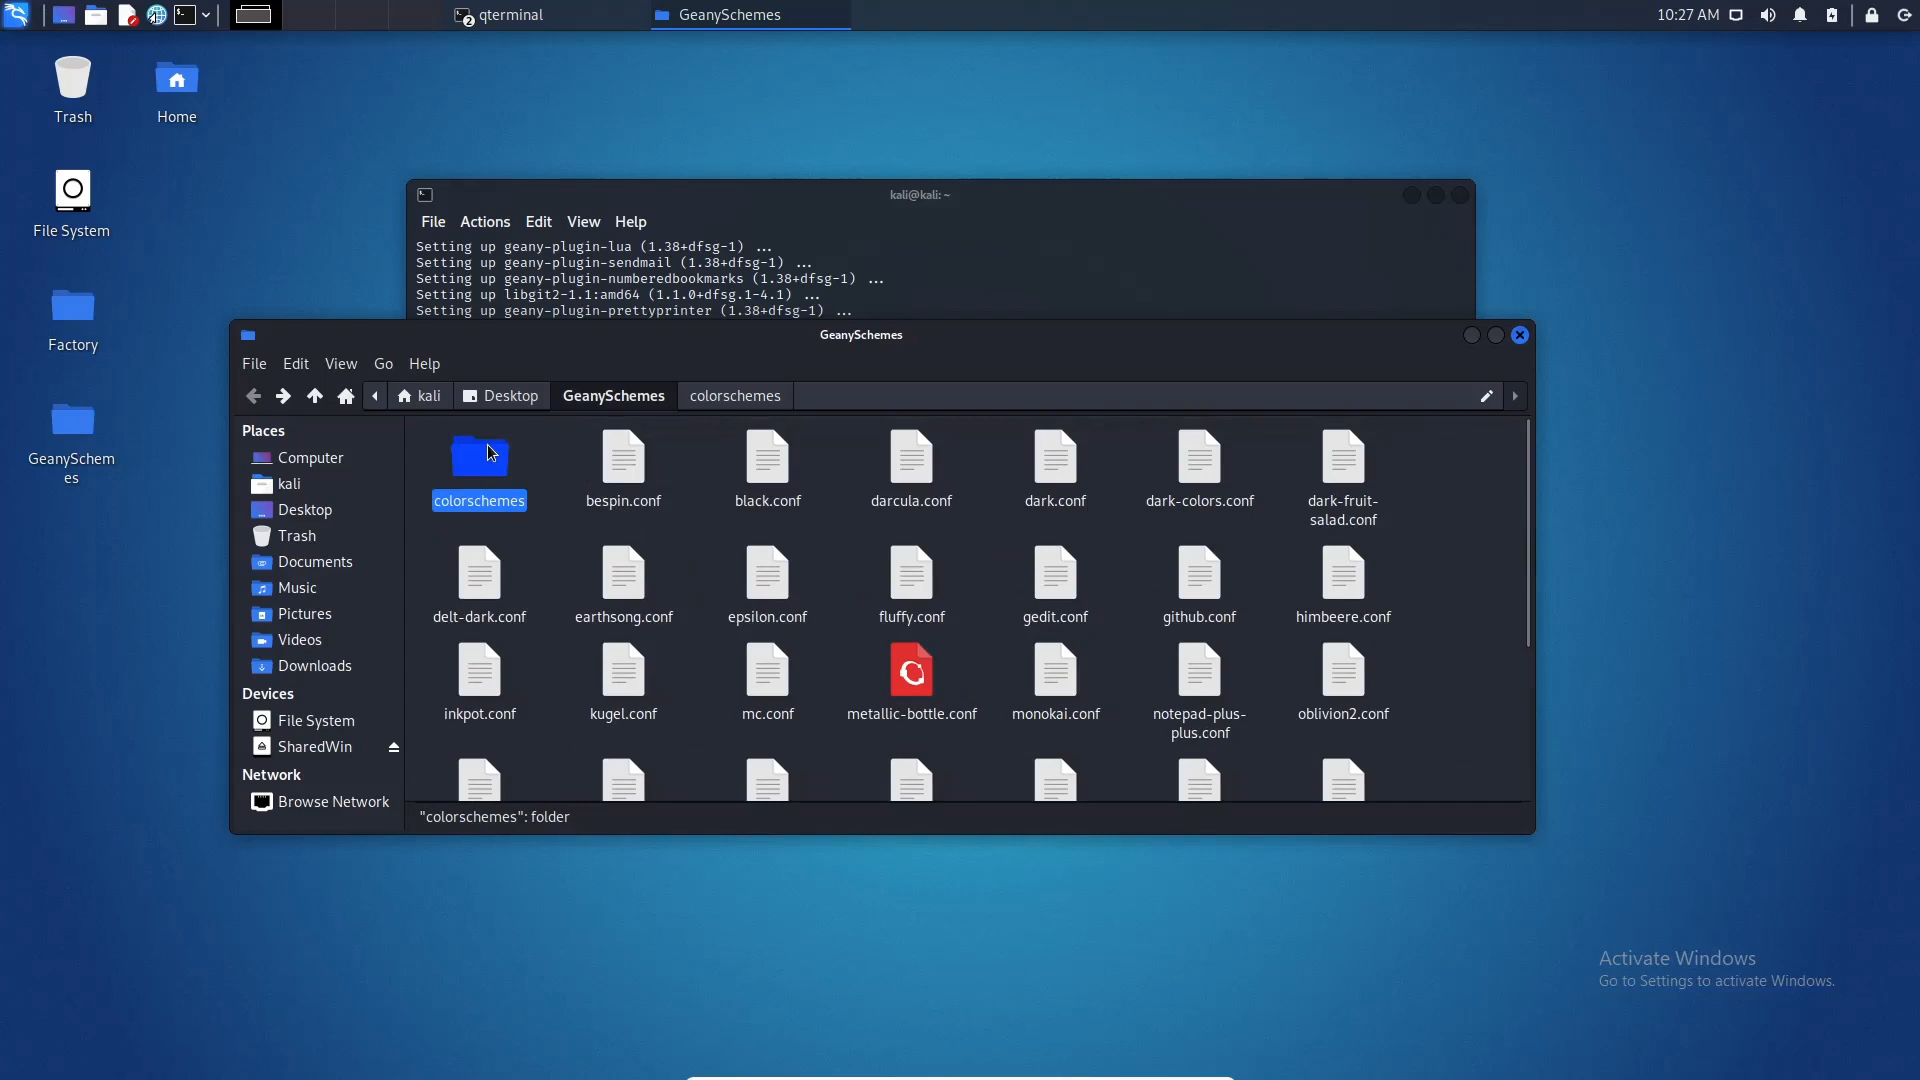 qterminal
2
GeanySchemes
10:27 AM
Trash
Home
File System
Factory
GeanySchem
es
kali@kali: ~
File Actions Edit View Help
Setting up geany-plugin-lua (1.38+dfsg-1) ...
Setting up geany-plugin-sendmail (1.38+dfsg-1) ...
Setting up geany-plugin-numberedbookmarks (1.38+dfsg-1) ...
Setting up libgit2-1.1:amd64 (1.1.0+dfsg.1-4.1) ...
Setting up geany-plugin-prettyprinter (1.38+dfsg-1) ...
GeanySchemes
File Edit View Go Help
kali Desktop GeanySchemes colorschemes
Places
Computer
kali
Desktop
Trash
Documents
Music
Pictures
Videos
Downloads
Devices
File System
SharedWin
Network
Browse Network
colorschemes bespin.conf black.conf darcula.conf dark.conf dark-colors.conf dark-fruit-
salad.conf
delt-dark.conf earthsong.conf epsilon.conf fluffy.conf gedit.conf github.conf himbeere.conf
inkpot.conf kugel.conf mc.conf metallic-bottle.conf monokai.conf notepad-plus-
plus.conf oblivion2.conf
"colorschemes": folder
Activate Windows
Go to Settings to activate Windows.